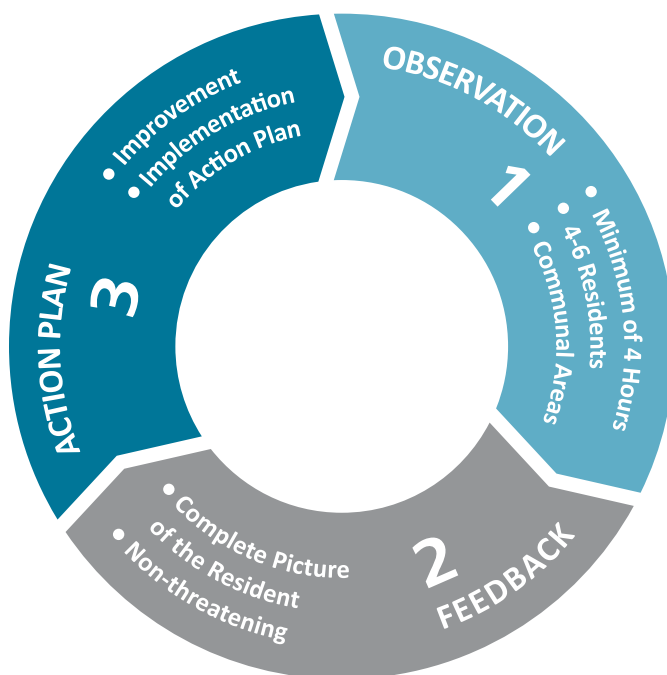 OBSERVATION
1
• Minimum of 4 Hours
• 4-6 Residents
• Communal Areas
2
FEEDBACK
• Complete Picture
of the Resident
• Non-threatening
ACTION PLAN
3
• Improvement
• Implementation
of Action Plan